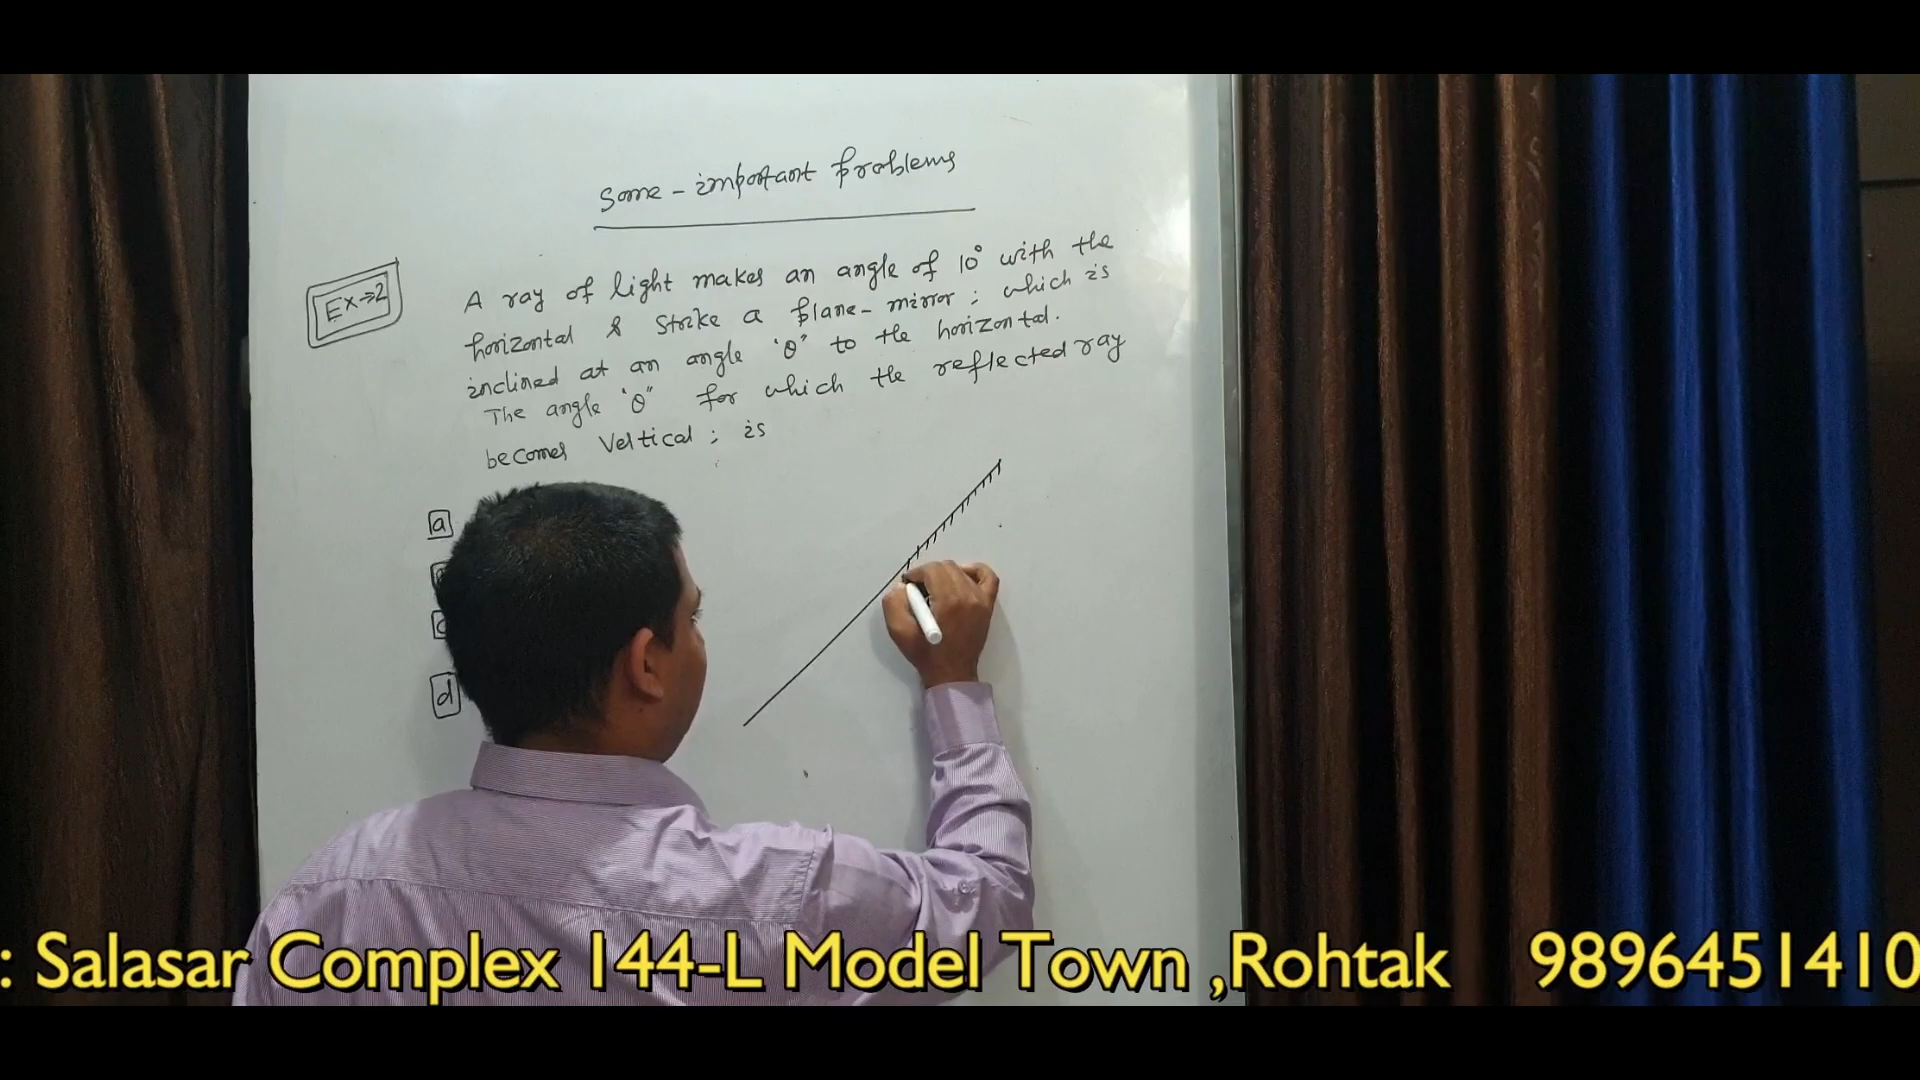 Some - important problems
Ex→2
A ray of light makes an angle of 10° with the
horizontal & strike a plane-mirror; which is
inclined at an angle 'θ" to the horizontal.
The angle 'θ" for which the reflected ray
becomes Vertical; is
a
d
: Salasar Complex 144-L Model Town ,Rohtak 9896451410